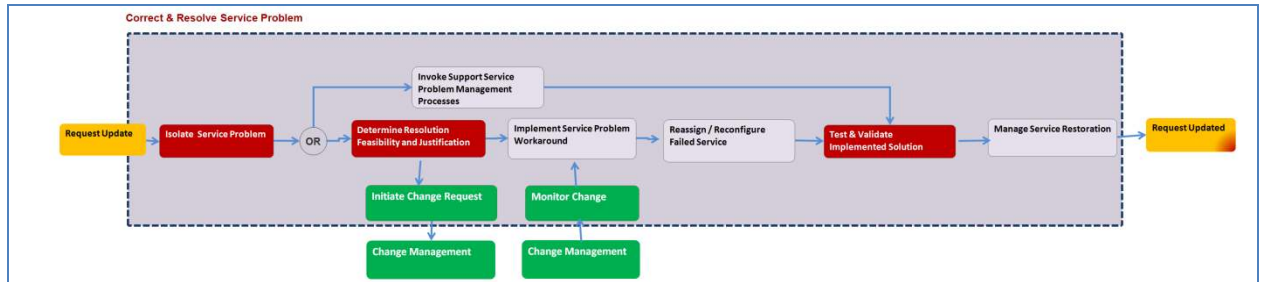 Correct & Resolve Service Problem
Invoke Support Service
Problem Management
Processes
Request Update
Isolate Service Problem
OR
Determine Resolution
Feasibility and Justification
Implement Service Problem
Workaround
Reassign / Reconfigure
Failed Service
Test & Validate
Implemented Solution
Manage Service Restoration
Request Updated
Initiate Change Request
Monitor Change
Change Management
Change Management